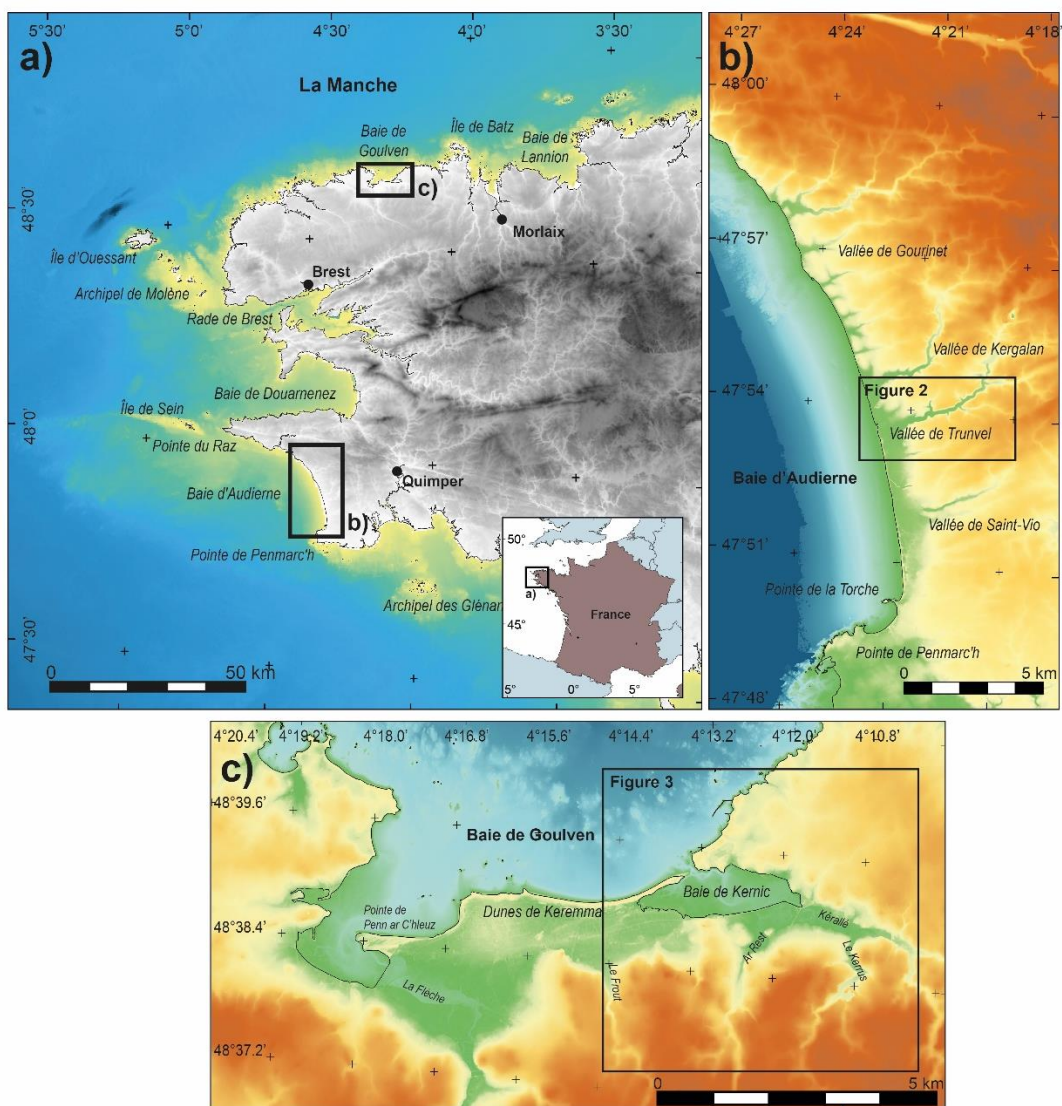 5°30' 5°0' 4°30' 4°0' 3°30'
a)
La Manche
Baie de
Goulven
Île de Batz
Baie de
Lannion
c)
48°30'
Morlaix
Île d'Ouessant
Brest
Archipel de Molène
Rade de Brest
Baie de Douarnenez
48°0'
Île de Sein
Pointe du Raz
Quimper
Baie d'Audierne
b)
Pointe de Penmarc'h
Archipel des Glénan
47°30'
0 50 km
50°
45°
a)
France
5° 0° 5°
4°27' 4°24' 4°21' 4°18'
b)
48°00'
47°57'
Vallée de Gourinet
Vallée de Kergalan
47°54'
Figure 2
Vallée de Trunvel
Baie d'Audierne
Vallée de Saint-Vio
47°51'
Pointe de la Torche
Pointe de Penmarc'h
0 5 km
47°48'
4°20.4' 4°19.2' 4°18.0' 4°16.8' 4°15.6' 4°14.4' 4°13.2' 4°12.0' 4°10.8'
c)
Figure 3
48°39.6'
Baie de Goulven
Baie de Kernic
Pointe de
Penn ar C'hleuz
Dunes de Keremma
Kérallé
48°38.4'
Ar Rest
Le Kerrus
La Flèche
Le Frout
48°37.2'
0 5 km